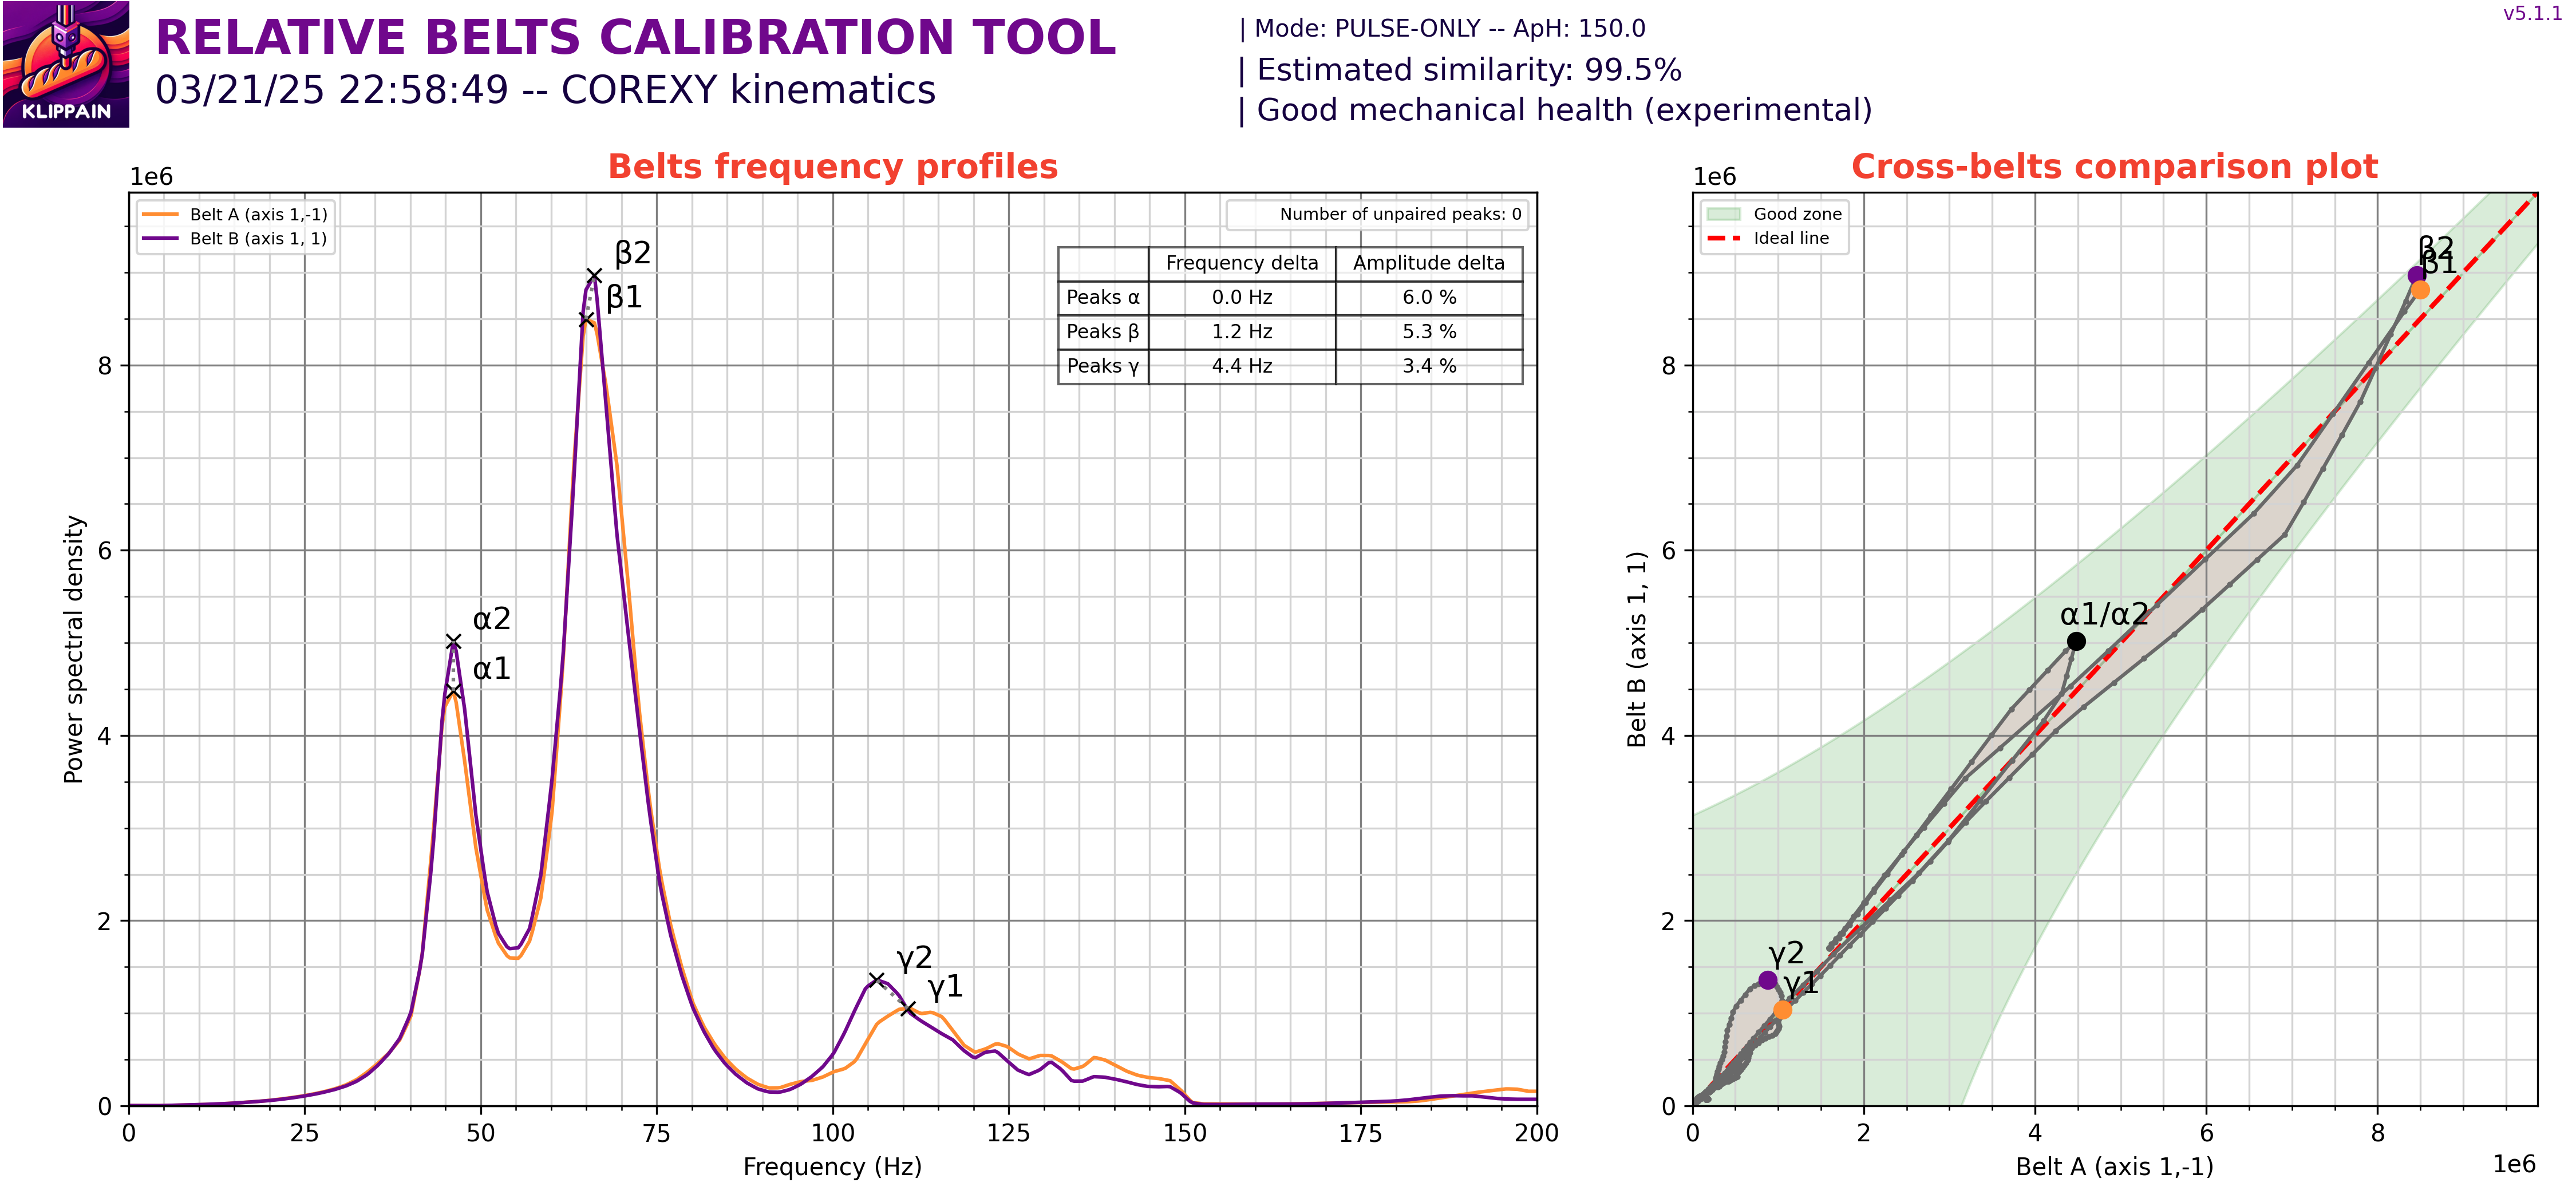 v5.1.1
KLIPPAIN
RELATIVE BELTS CALIBRATION TOOL
03/21/25 22:58:49 -- COREXY kinematics
| Mode: PULSE-ONLY -- ApH: 150.0
| Estimated similarity: 99.5%
| Good mechanical health (experimental)
Belts frequency profiles
1e6
Belt A (axis 1,-1)
Belt B (axis 1, 1)
Number of unpaired peaks: 0
Frequency delta Amplitude delta
Peaks α 0.0 Hz 6.0 %
Peaks β 1.2 Hz 5.3 %
Peaks γ 4.4 Hz 3.4 %
β2
β1
α2
α1
γ2
γ1
8
6
4
2
0
Power spectral density
0 25 50 75 100 125 150 175 200
Frequency (Hz)
Cross-belts comparison plot
1e6
Good zone
Ideal line
β2
β1
α1/α2
γ2
γ1
8
6
4
2
0
Belt B (axis 1, 1)
0 2 4 6 8
Belt A (axis 1,-1)
1e6